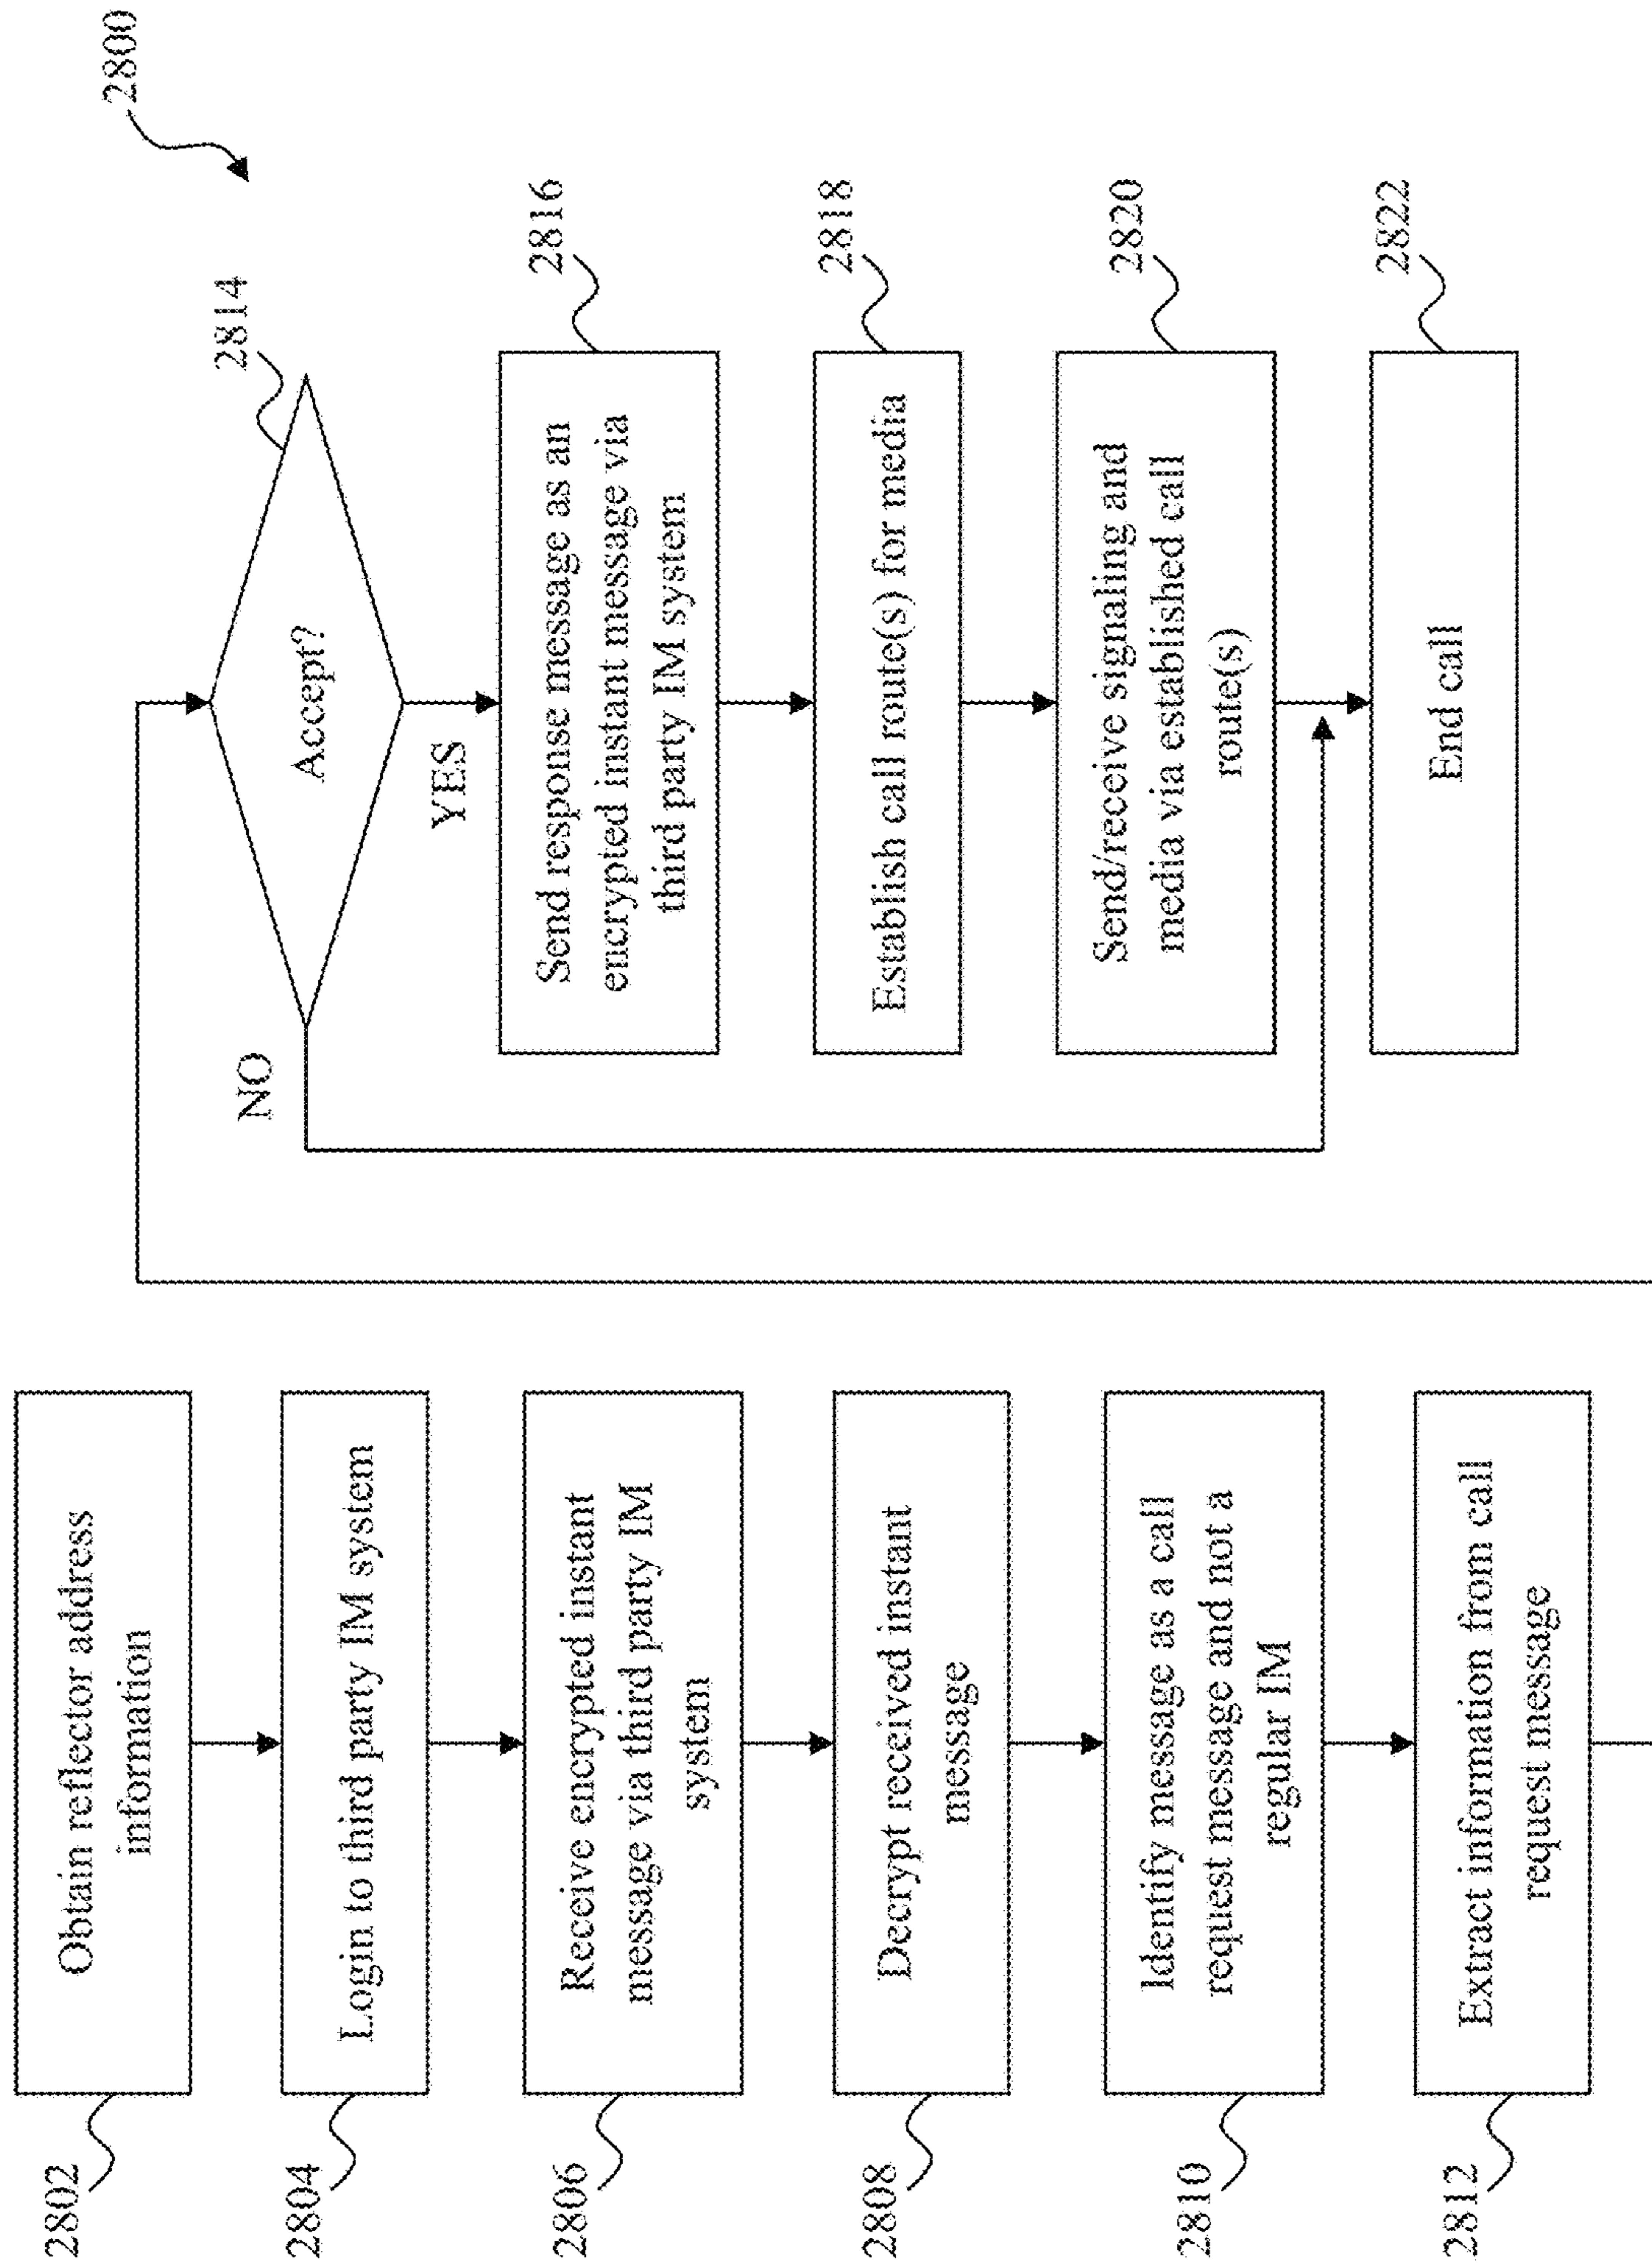 2800
2802
Obtain reflector address
information
2804
Login to third party IM system
2806
Receive encrypted instant
message via third party IM
system
2808
Decrypt received instant
message
2810
Identify message as a call
request message and not a
regular IM
2812
Extract information from call
request message
2814
Accept?
NO
YES
2816
Send response message as an
encrypted instant message via
third party IM system
2818
Establish call route(s) for media
2820
Send/receive signaling and
media via established call
route(s)
2822
End call